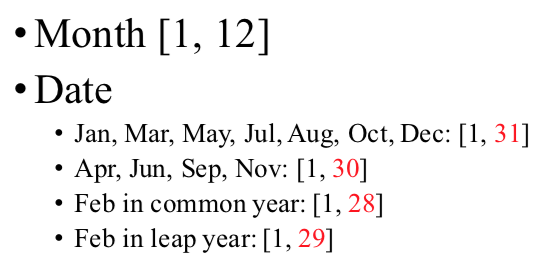 • Month [1, 12]
• Date
• Jan, Mar, May, Jul, Aug, Oct, Dec: [1, 31]
• Apr, Jun, Sep, Nov: [1, 30]
• Feb in common year: [1, 28]
• Feb in leap year: [1, 29]